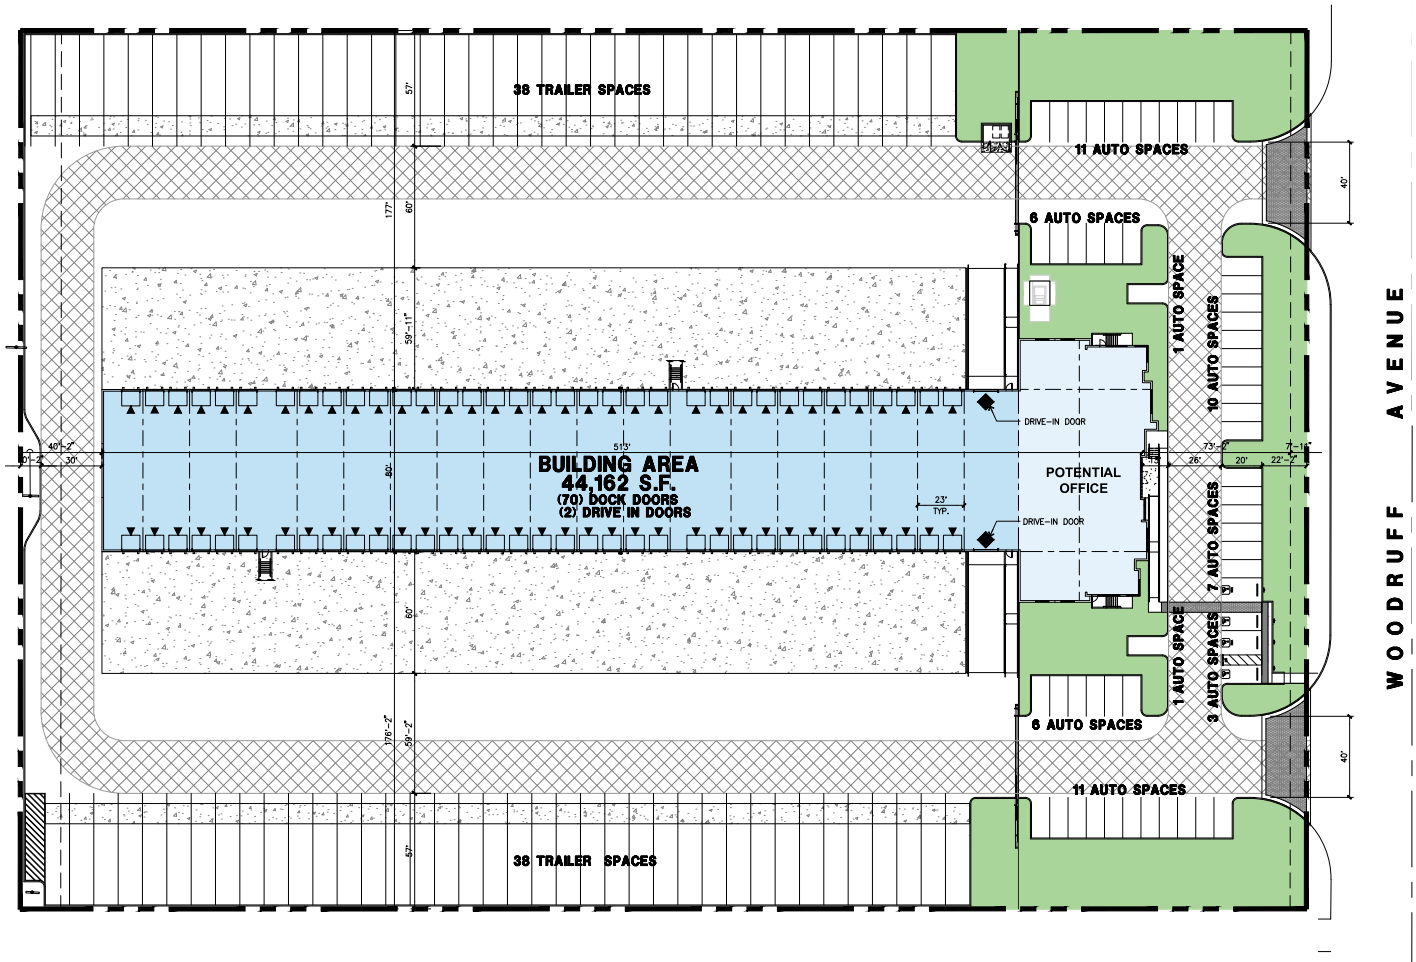 57'
38 TRAILER SPACES
11 AUTO SPACES
40'
177'
60'
6 AUTO SPACES
1 AUTO SPACE
10 AUTO SPACES
59'-11"
WOODRUFF AVENUE
DRIVE-IN DOOR
40'-2"
30'
513'
80'
BUILDING AREA
44,162 S.F.
(70) DOCK DOORS
(2) DRIVE IN DOORS
23'
TYP.
POTENTIAL
OFFICE
DRIVE-IN DOOR
73'-2"
26'
20'
22'-2"
7 AUTO SPACES
60'
1 AUTO SPACE
3 AUTO SPACES
6 AUTO SPACES
176'-2"
59'-2"
40'
11 AUTO SPACES
57'
38 TRAILER SPACES